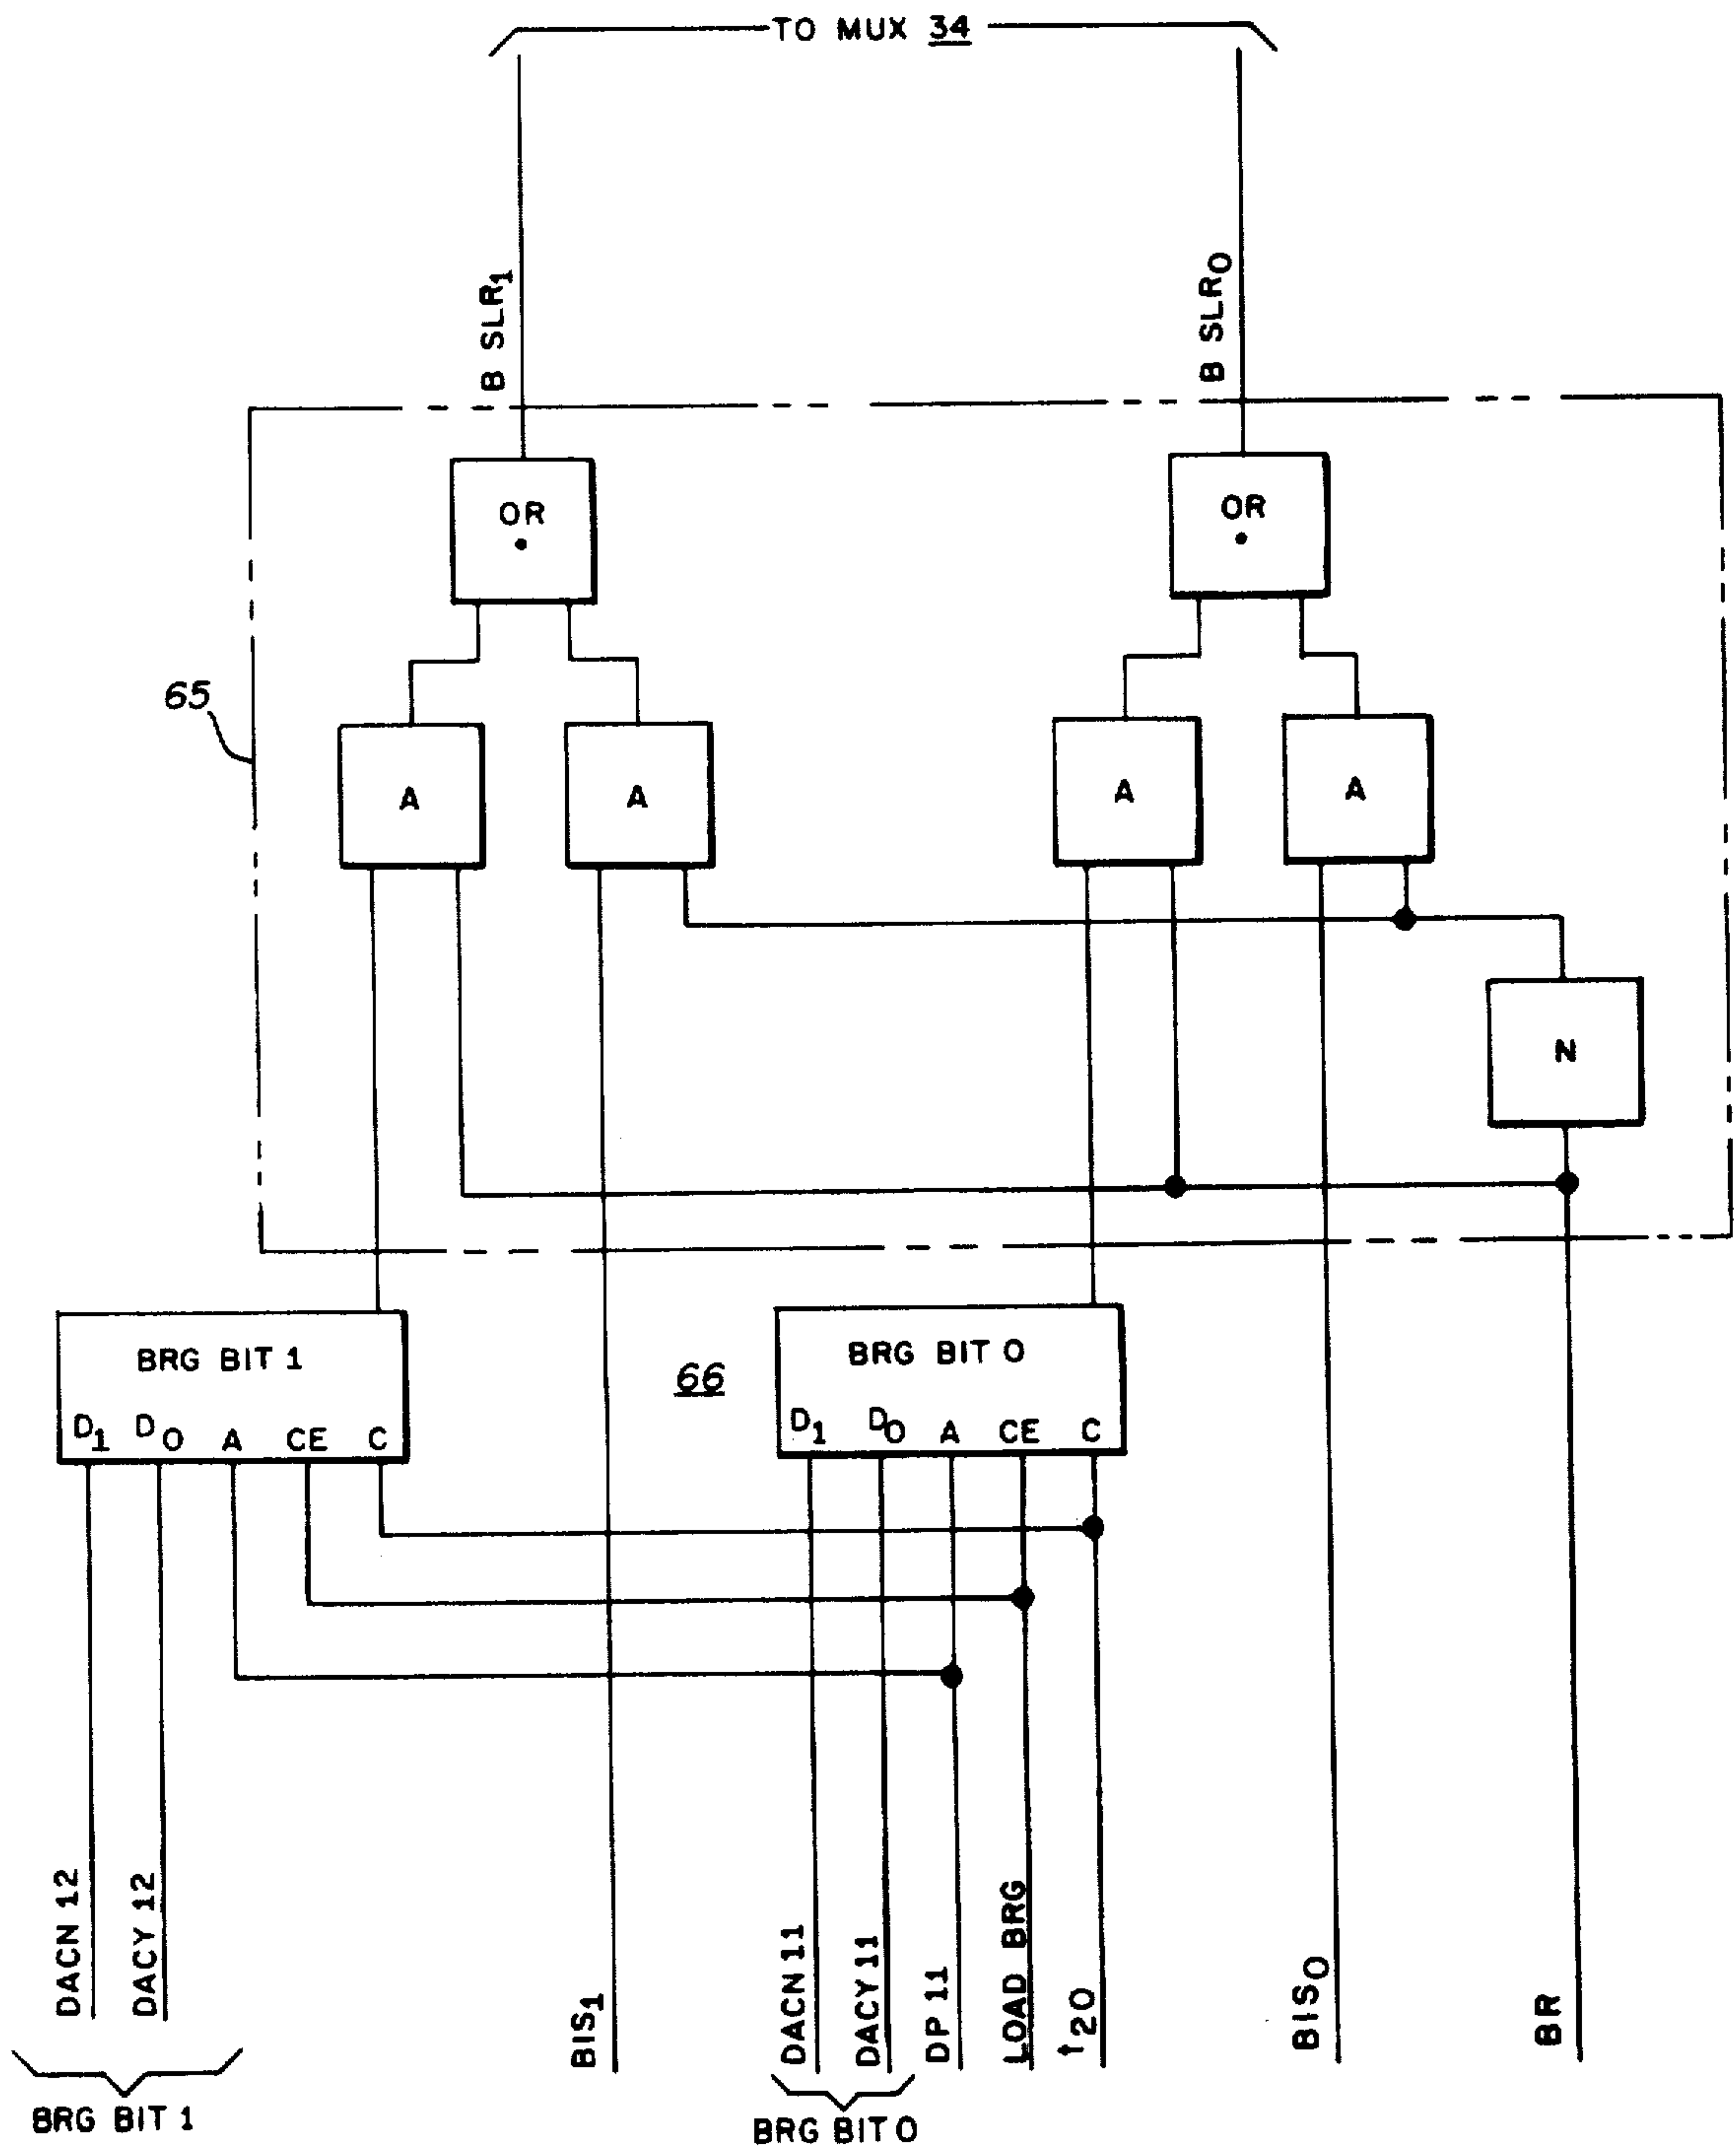 TO MUX 34
B SLR1
B SLR0
OR
OR
65
A
A
A
A
N
BRG BIT 1
D1 D0 A CE C
66
BRG BIT 0
D1 D0 A CE C
DACN 12
DACY 12
BIS1
DACN 11
DACY 11
DP 11
LOAD BRG
t20
BIS0
BR
BRG BIT 1
BRG BIT 0